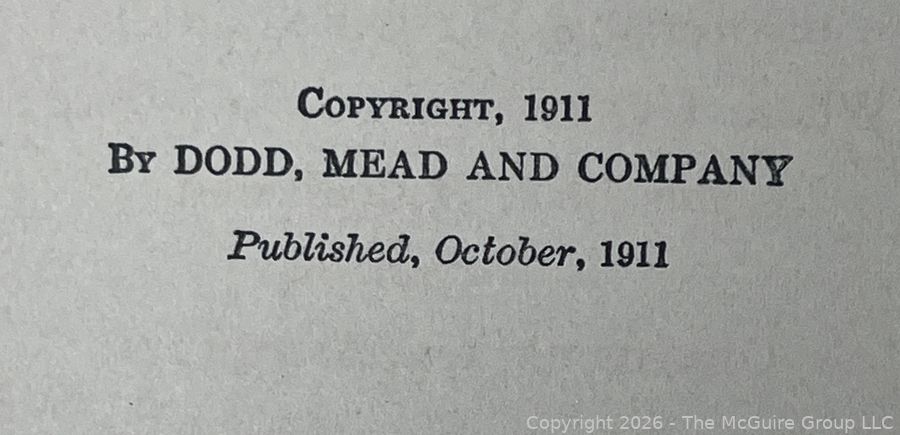 COPYRIGHT, 1911
BY DODD, MEAD AND COMPANY
Published, October, 1911
Copyright 2026 - The McGuire Group LLC